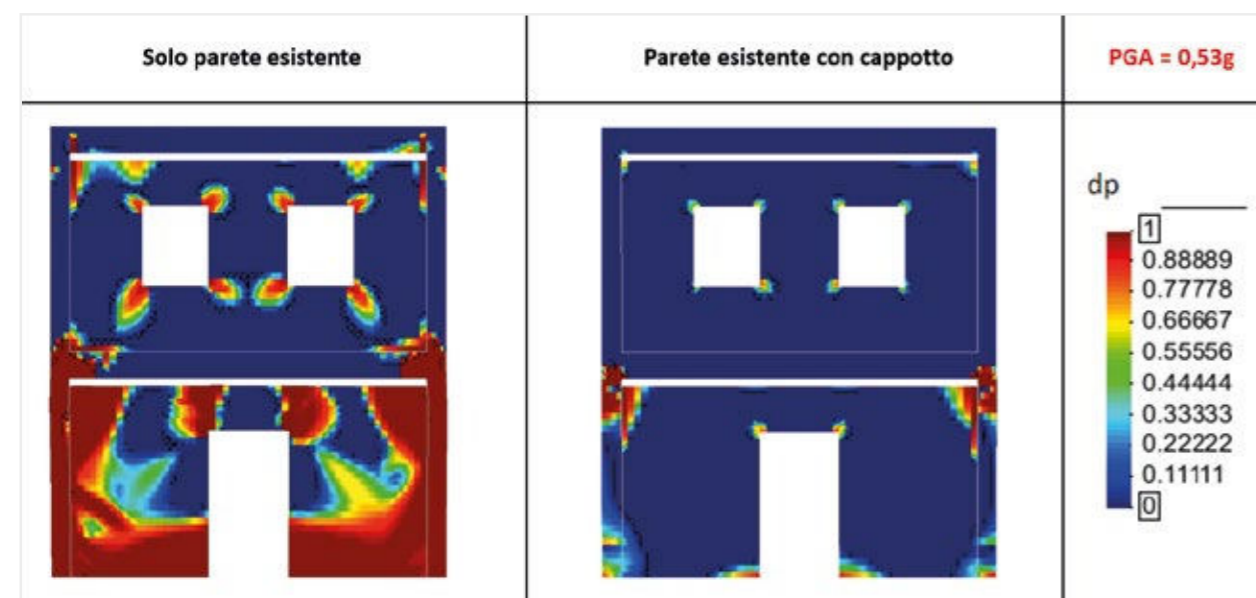 Solo parete esistente
Parete esistente con cappotto
PGA = 0,53g
dp
1
0.88889
0.77778
0.66667
0.55556
0.44444
0.33333
0.22222
0.11111
0